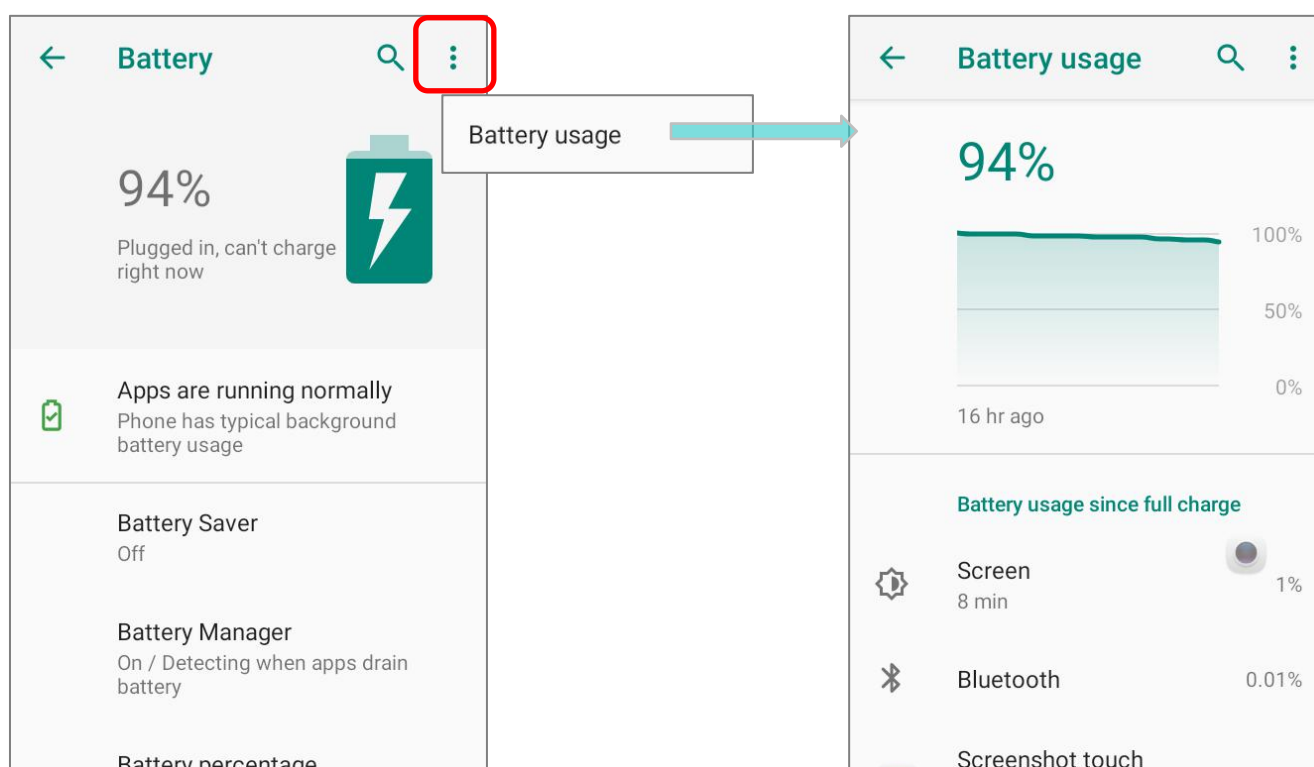 Battery
94%
Plugged in, can't charge
right now
Apps are running normally
Phone has typical background
battery usage
Battery Saver
Off
Battery Manager
On / Detecting when apps drain
battery
Battery percentage
Battery usage
Battery usage
94%
100%
50%
0%
16 hr ago
Battery usage since full charge
Screen
8 min
1%
Bluetooth
0.01%
Screenshot touch